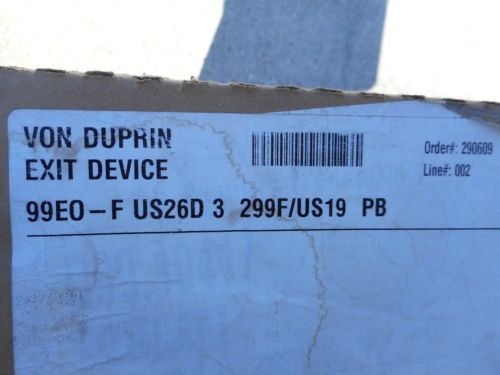 VON DUPRIN
EXIT DEVICE
Order#: 290609
Line#: 002
99EO-F US26D 3 299F/US19 PB